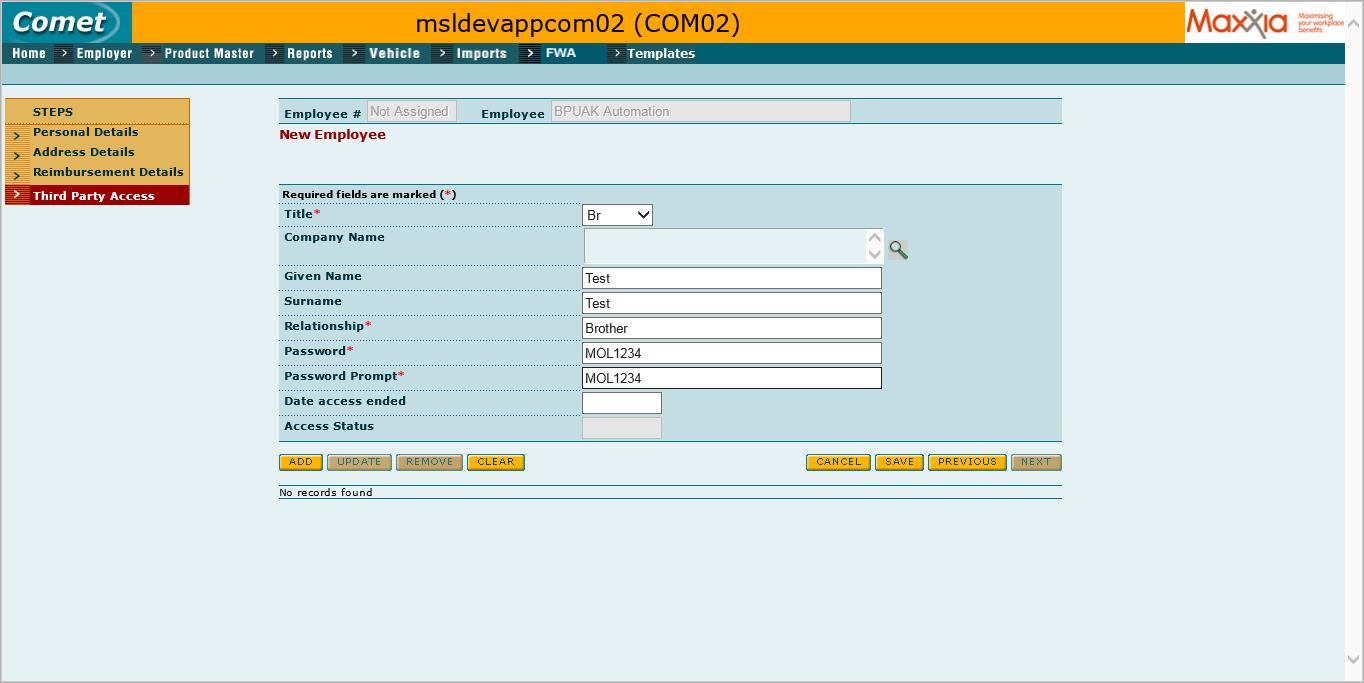 Comet
msldevappcom02 (COM02)
Maxxia Maximising your workplace benefits
Home > Employer > Product Master > Reports > Vehicle > Imports > FWA > Templates
STEPS
> Personal Details
> Address Details
> Reimbursement Details
> Third Party Access
Employee # Not Assigned Employee BPUAK Automation
New Employee
Required fields are marked (*)
Title* Br
Company Name
Given Name Test
Surname Test
Relationship* Brother
Password* MOL1234
Password Prompt* MOL1234
Date access ended
Access Status
ADD UPDATE REMOVE CLEAR CANCEL SAVE PREVIOUS NEXT
No records found